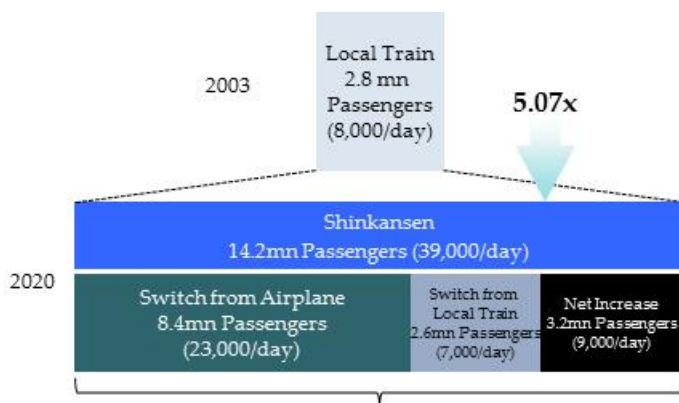 2003
Local Train
2.8 mn
Passengers
(8,000/day)
5.07x
Shinkansen
14.2mn Passengers (39,000/day)
2020
Switch from Airplane
8.4mn Passengers
(23,000/day)
Switch from
Local Train
2.6mn Passengers
(7,000/day)
Net Increase
3.2mn Passengers
(9,000/day)